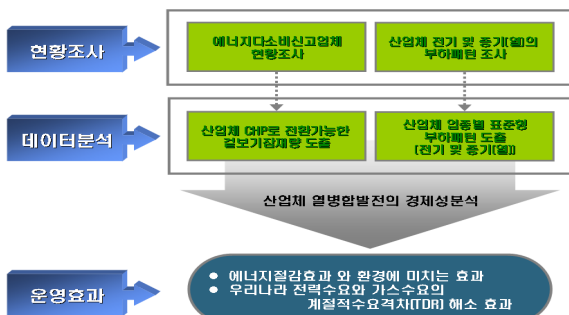 현황조사
에너지다소비신고업체
현황조사
산업체 전기 및 증기(열)의
부하패턴 조사
데이터분석
산업체 CHP로 전환가능한
겉보기잠재량 도출
산업체 업종별 표준형
부하패턴 도출
(전기 및 증기(열))
산업체 열병합발전의 경제성분석
운영효과
● 에너지절감효과 와 환경에 미치는 효과
● 우리나라 전력수요와 가스수요의
계절적수요격차(TDR) 해소 효과